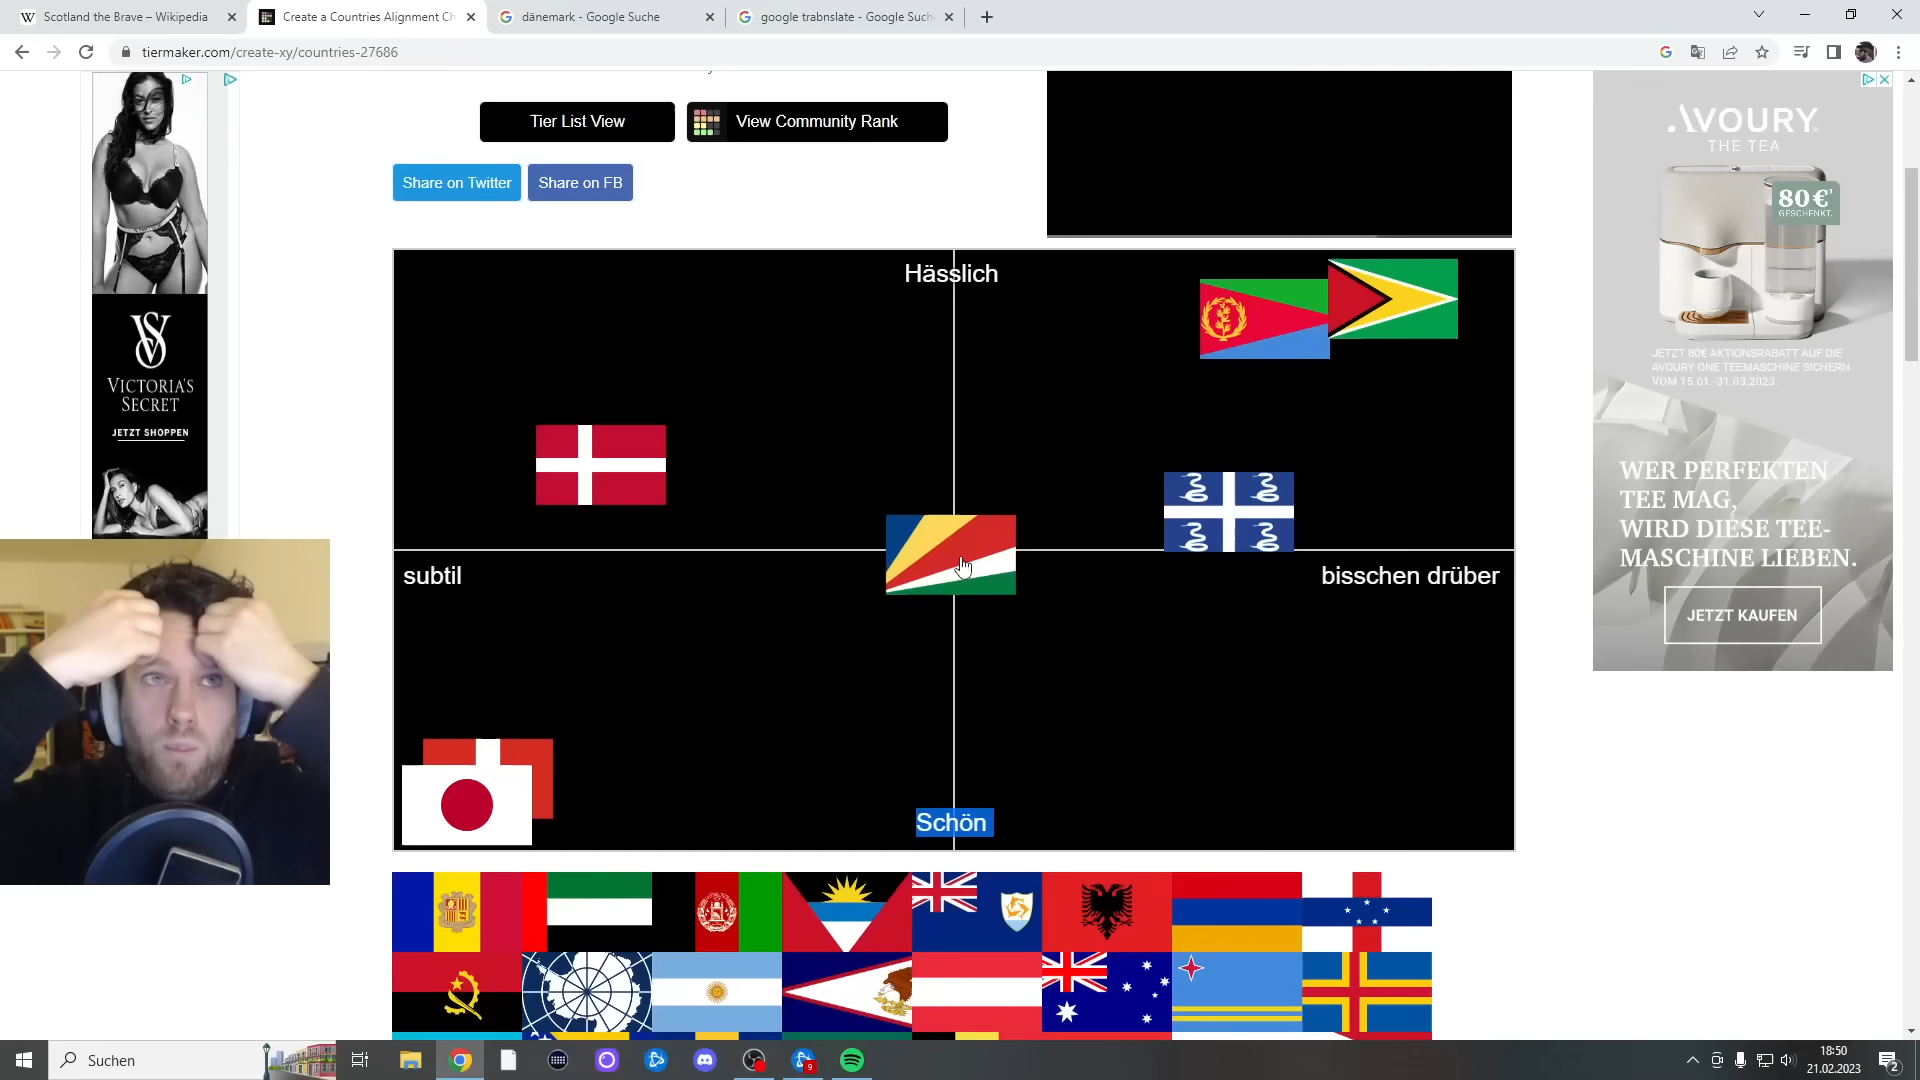 Scotland the Brave – Wikipedia
Create a Countries Alignment Ch
dänemark - Google Suche
google trabnslate - Google Such
tiermaker.com/create-xy/countries-27686
Tier List View
View Community Rank
Share on Twitter
Share on FB
VICTORIA'S
SECRET
JETZT SHOPPEN
AVOURY
THE TEA
80 €
GESCHENKT.
JETZT 80€ AKTIONSRABATT AUF DIE
AVOURY ONE TEEMASCHINE SICHERN.
VOM 15.01.-31.03.2023
WER PERFEKTEN
TEE MAG,
WIRD DIESE TEE-
MASCHINE LIEBEN.
JETZT KAUFEN
Hässlich
subtil
bisschen drüber
Schön
Suchen
9
18:50
21.02.2023
2